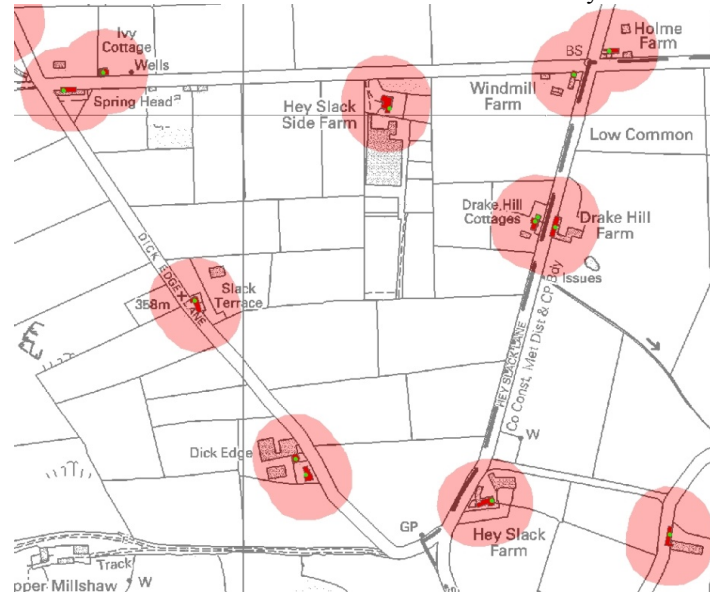 Ivy
Cottage
Wells
Spring Head
Hey Slack
Side Farm
BS
Holme
Farm
Windmill
Farm
Low Common
Drake Hill
Cottages
Drake Hill
Farm
Issues
DICK EDGE LANE
358m
Slack
Terrace
HEY SLACK LANE
Co Const, Met Dist & CP Bdy
Dick Edge
W
GP
Hey Slack
Farm
Track
pper Millshaw
W